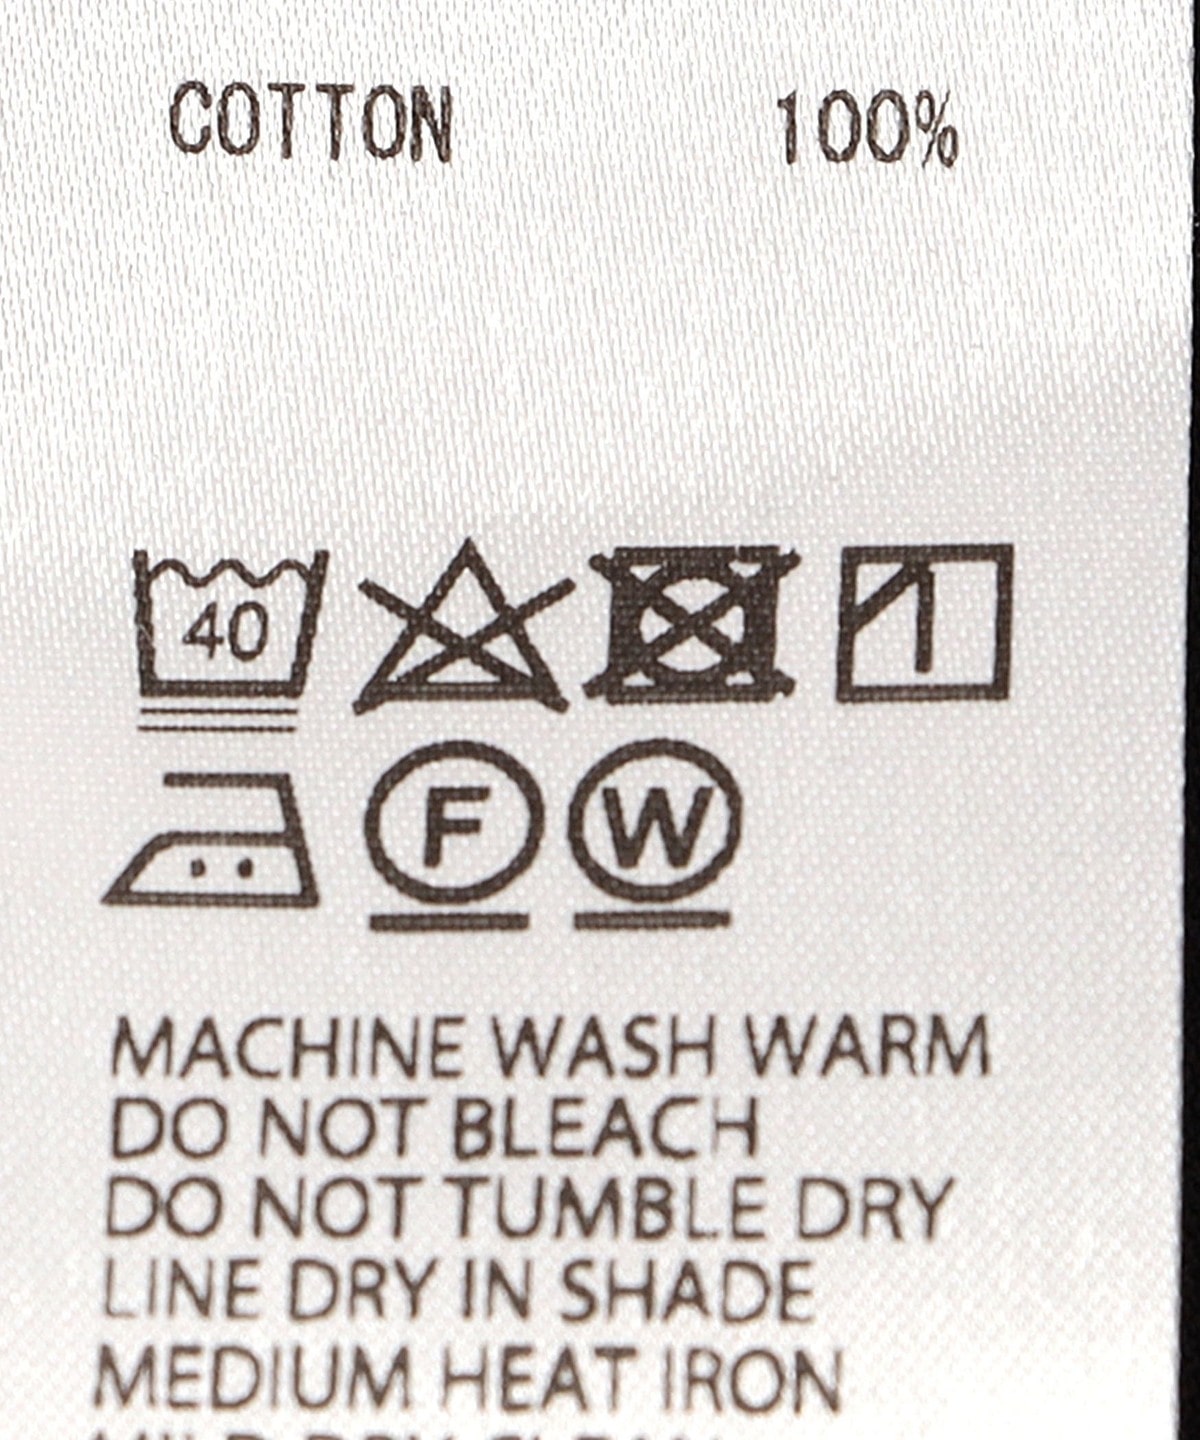 COTTON 100%
40
F W
MACHINE WASH WARM
DO NOT BLEACH
DO NOT TUMBLE DRY
LINE DRY IN SHADE
MEDIUM HEAT IRON